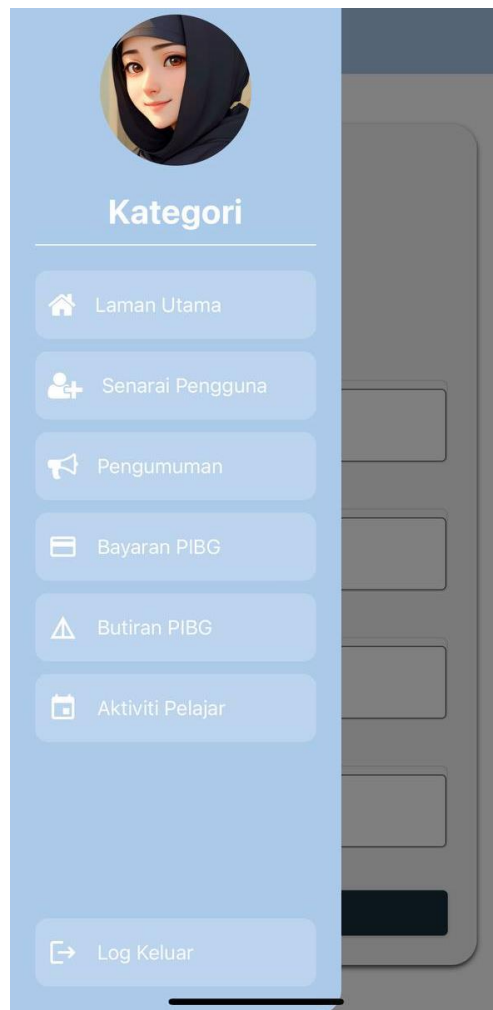 Kategori
Laman Utama
Senarai Pengguna
Pengumuman
Bayaran PIBG
Butiran PIBG
Aktiviti Pelajar
Log Keluar